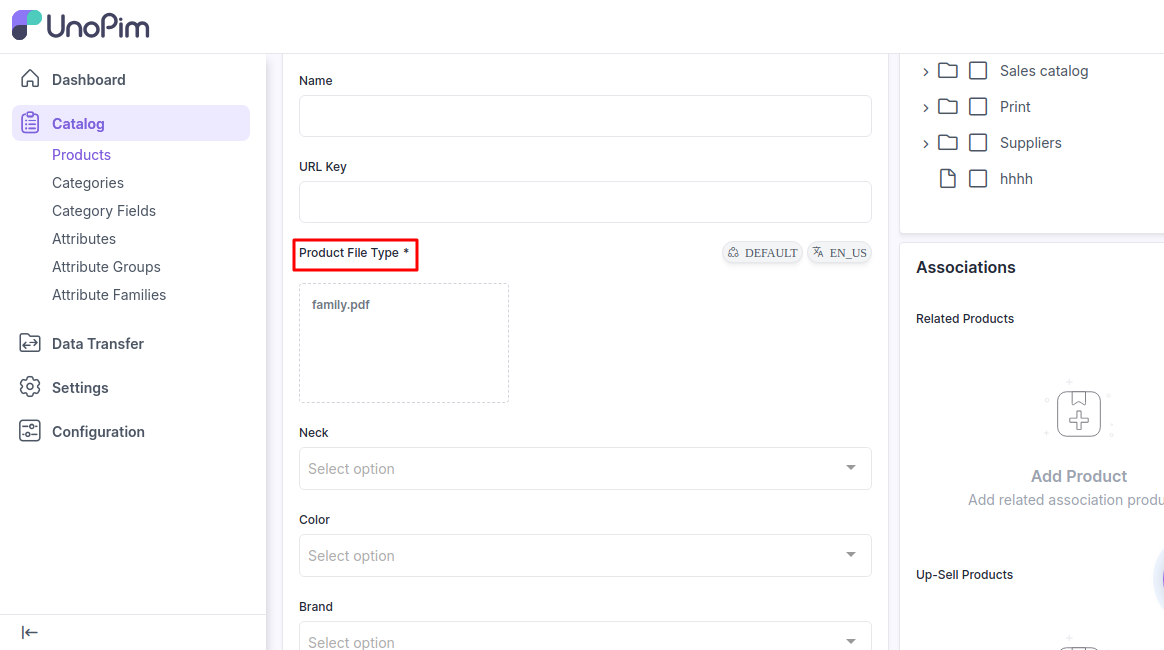 UnoPim
Dashboard
Catalog
Products
Categories
Category Fields
Attributes
Attribute Groups
Attribute Families
Data Transfer
Settings
Configuration
Name
URL Key
Product File Type *
DEFAULT
EN_US
family.pdf
Neck
Select option
Color
Select option
Brand
Select option
Sales catalog
Print
Suppliers
hhhh
Associations
Related Products
Add Product
Add related association produ
Up-Sell Products